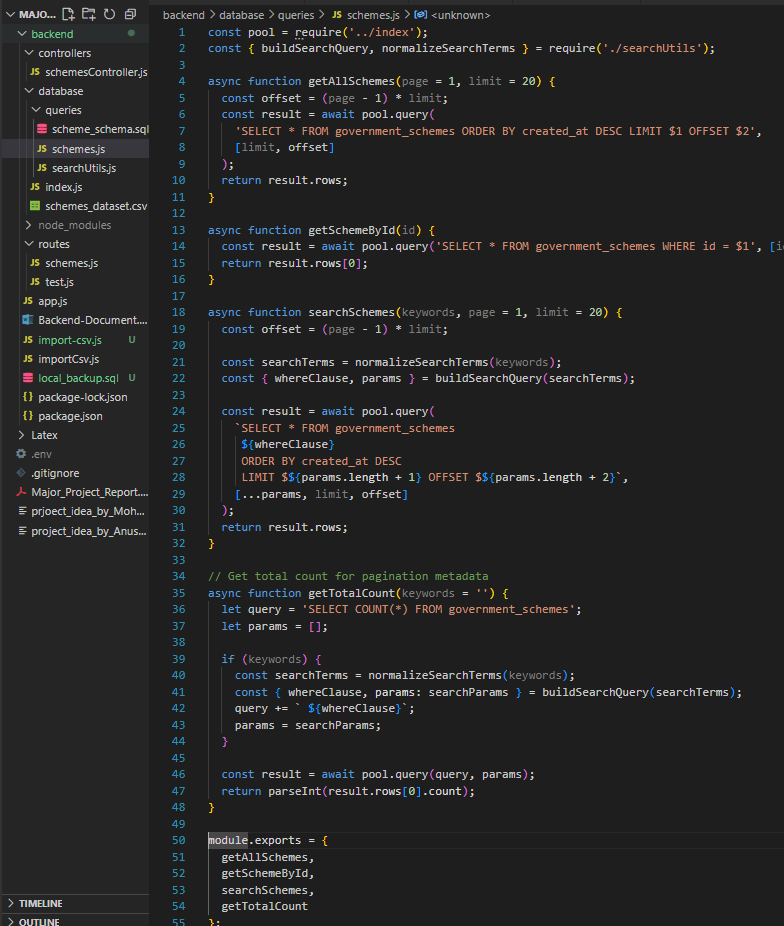 MAJO...
backend
controllers
JS schemesController.js
database
queries
scheme_schema.sql
JS schemes.js
JS searchUtils.js
JS index.js
schemes_dataset.csv
node_modules
routes
JS schemes.js
JS test.js
JS app.js
Backend-Document....
JS import-csv.js U
JS importCsv.js
local_backup.sql U
{} package-lock.json
{} package.json
Latex
.env
.gitignore
Major_Project_Report....
prjoect_idea_by_Moh...
project_idea_by_Anus...
TIMELINE
OUTLINE
backend > database > queries > JS schemes.js > <unknown>
1 const pool = require('../index');
2 const { buildSearchQuery, normalizeSearchTerms } = require('./searchUtils');
3
4 async function getAllSchemes(page = 1, limit = 20) {
5 const offset = (page - 1) * limit;
6 const result = await pool.query(
7 'SELECT * FROM government_schemes ORDER BY created_at DESC LIMIT $1 OFFSET $2',
8 [limit, offset]
9 );
10 return result.rows;
11 }
12
13 async function getSchemeById(id) {
14 const result = await pool.query('SELECT * FROM government_schemes WHERE id = $1', [i
15 return result.rows[0];
16 }
17
18 async function searchSchemes(keywords, page = 1, limit = 20) {
19 const offset = (page - 1) * limit;
20
21 const searchTerms = normalizeSearchTerms(keywords);
22 const { whereClause, params } = buildSearchQuery(searchTerms);
23
24 const result = await pool.query(
25 `SELECT * FROM government_schemes
26 ${whereClause}
27 ORDER BY created_at DESC
28 LIMIT $${params.length + 1} OFFSET $${params.length + 2}`,
29 [...params, limit, offset]
30 );
31 return result.rows;
32 }
33
34 // Get total count for pagination metadata
35 async function getTotalCount(keywords = '') {
36 let query = 'SELECT COUNT(*) FROM government_schemes';
37 let params = [];
38
39 if (keywords) {
40 const searchTerms = normalizeSearchTerms(keywords);
41 const { whereClause, params: searchParams } = buildSearchQuery(searchTerms);
42 query += ` ${whereClause}`;
43 params = searchParams;
44 }
45
46 const result = await pool.query(query, params);
47 return parseInt(result.rows[0].count);
48 }
49
50 module.exports = {
51 getAllSchemes,
52 getSchemeById,
53 searchSchemes,
54 getTotalCount
55 };